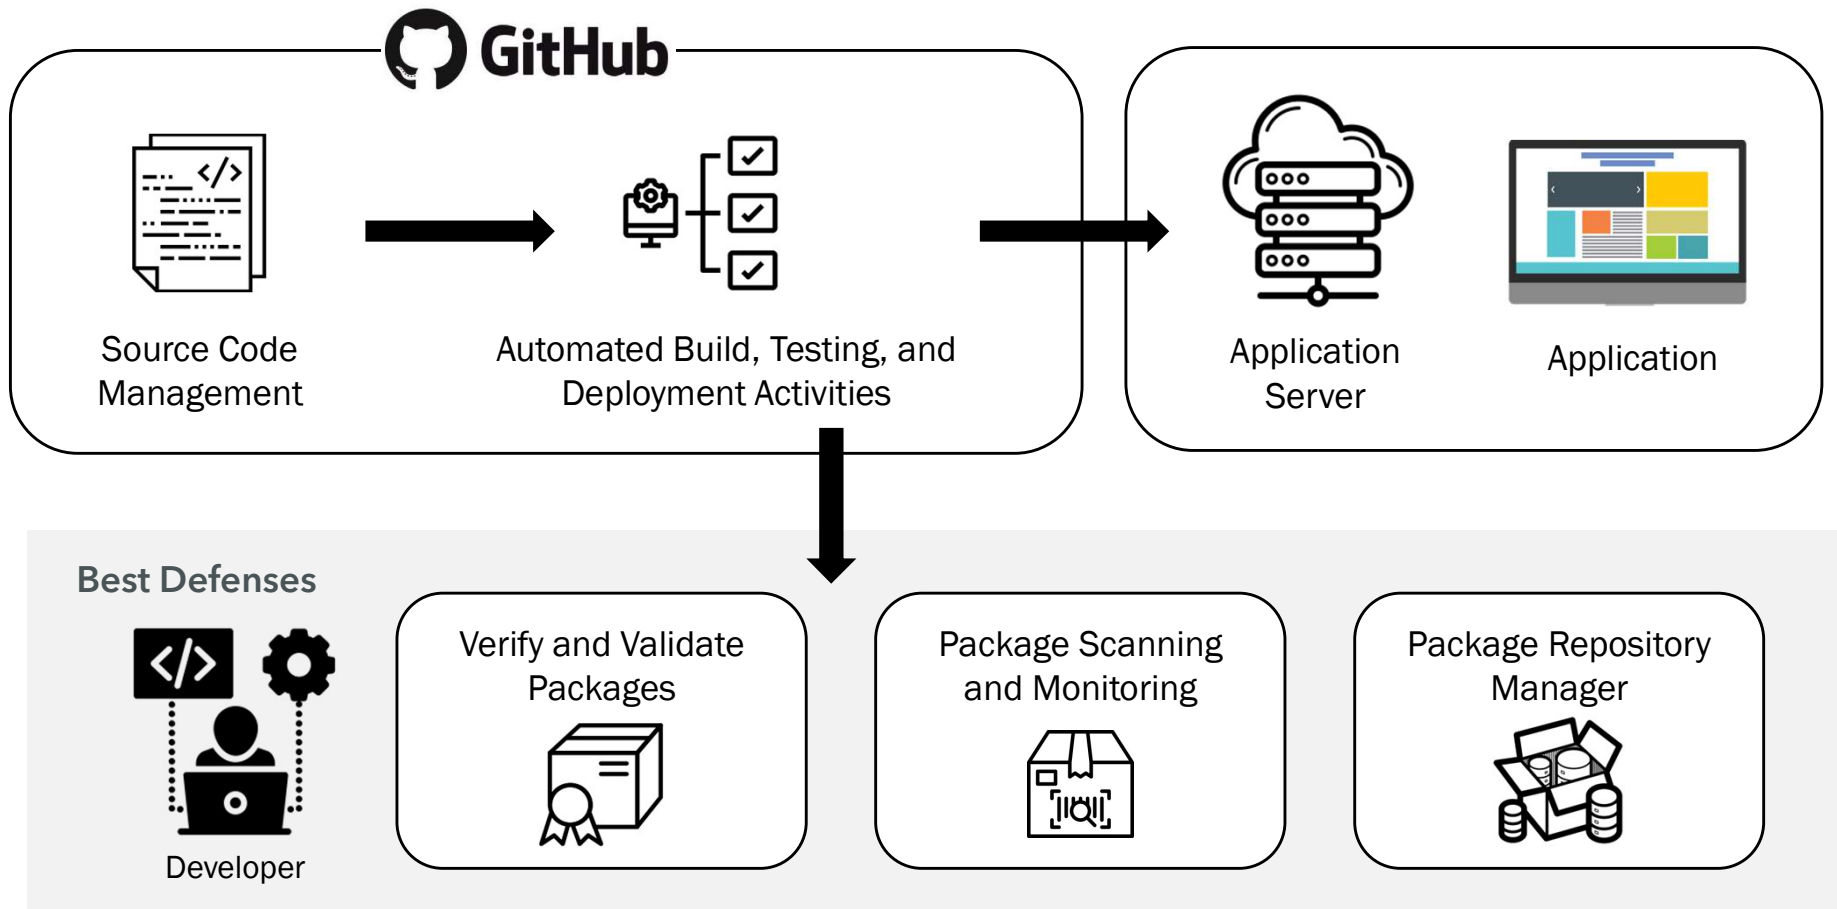 GitHub
</>
Source Code
Management
Automated Build, Testing, and
Deployment Activities
Application
Server
Application
Best Defenses
</>
Developer
Verify and Validate
Packages
Package Scanning
and Monitoring
Package Repository
Manager